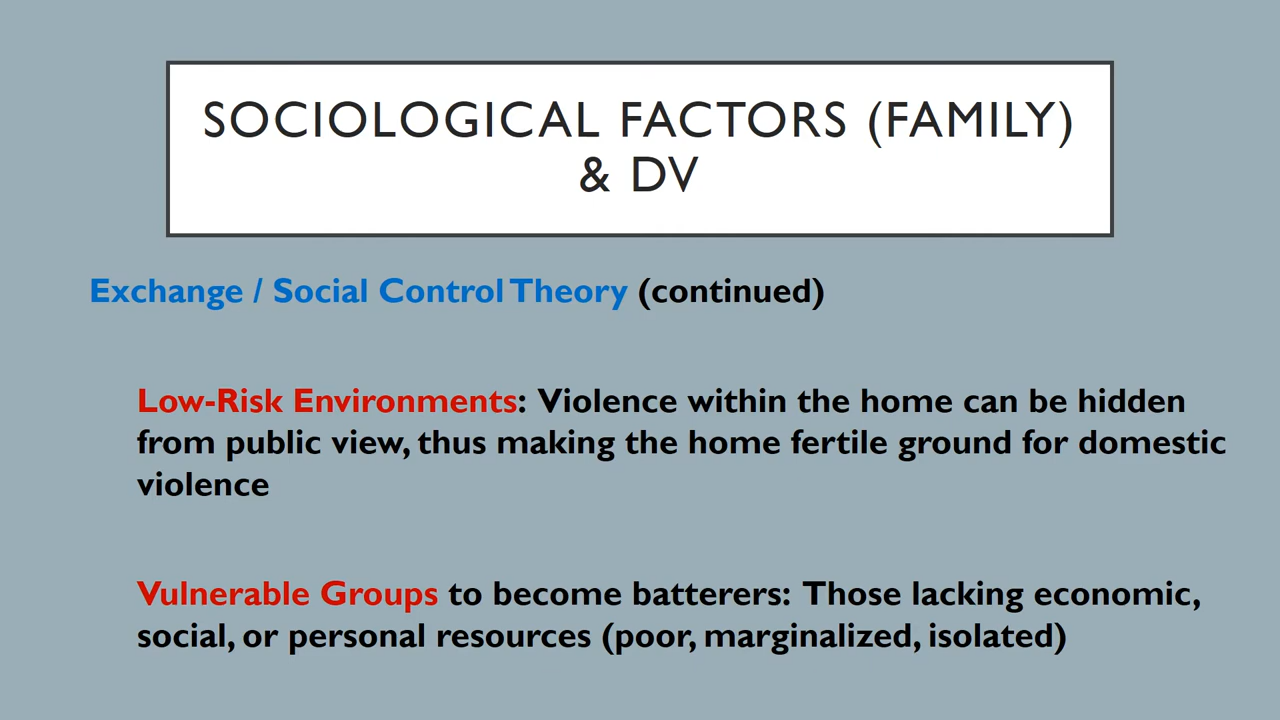 SOCIOLOGICAL FACTORS (FAMILY)
& DV
Exchange / Social Control Theory (continued)
Low-Risk Environments: Violence within the home can be hidden
from public view, thus making the home fertile ground for domestic
violence
Vulnerable Groups to become batterers: Those lacking economic,
social, or personal resources (poor, marginalized, isolated)